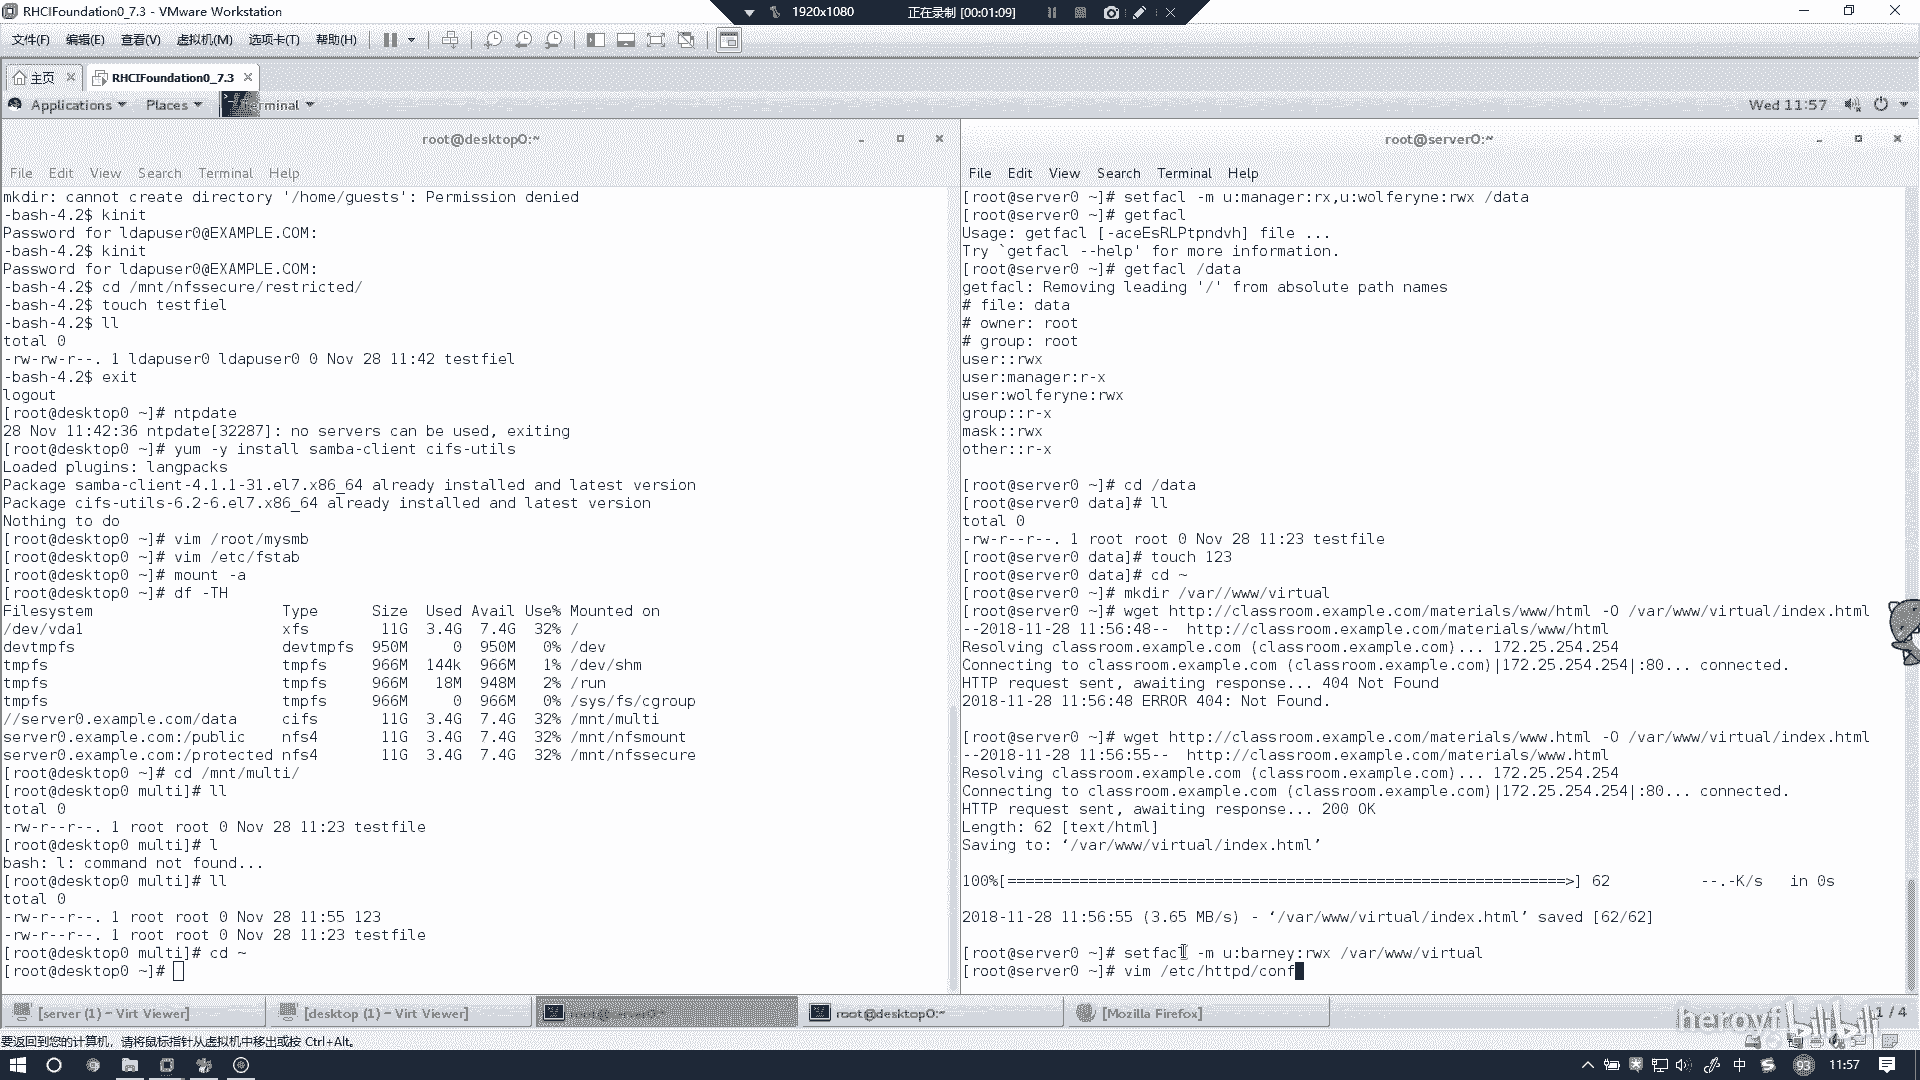 RHCIFoundation0_7.3 - VMware Workstation
1920x1080
正在录制 [00:01:09]
文件(F) 编辑(E) 查看(V) 虚拟机(M) 选项卡(T) 帮助(H)
主页
RHCIFoundation0_7.3
Applications Places Terminal
Wed 11:57
root@desktop0:~
File Edit View Search Terminal Help
mkdir: cannot create directory '/home/guests': Permission denied
-bash-4.2$ kinit
Password for ldapuser0@EXAMPLE.COM:
-bash-4.2$ kinit
Password for ldapuser0@EXAMPLE.COM:
-bash-4.2$ cd /mnt/nfssecure/restricted/
-bash-4.2$ touch testfiel
-bash-4.2$ ll
total 0
-rw-rw-r--. 1 ldapuser0 ldapuser0 0 Nov 28 11:42 testfiel
-bash-4.2$ exit
logout
[root@desktop0 ~]# ntpdate
28 Nov 11:42:36 ntpdate[32287]: no servers can be used, exiting
[root@desktop0 ~]# yum -y install samba-client cifs-utils
Loaded plugins: langpacks
Package samba-client-4.1.1-31.el7.x86_64 already installed and latest version
Package cifs-utils-6.2-6.el7.x86_64 already installed and latest version
Nothing to do
[root@desktop0 ~]# vim /root/mysmb
[root@desktop0 ~]# vim /etc/fstab
[root@desktop0 ~]# mount -a
[root@desktop0 ~]# df -TH
Filesystem Type Size Used Avail Use% Mounted on
/dev/vda1 xfs 11G 3.4G 7.4G 32% /
devtmpfs devtmpfs 950M 0 950M 0% /dev
tmpfs tmpfs 966M 144k 966M 1% /dev/shm
tmpfs tmpfs 966M 18M 948M 2% /run
tmpfs tmpfs 966M 0 966M 0% /sys/fs/cgroup
//server0.example.com/data cifs 11G 3.4G 7.4G 32% /mnt/multi
server0.example.com:/public nfs4 11G 3.4G 7.4G 32% /mnt/nfsmount
server0.example.com:/protected nfs4 11G 3.4G 7.4G 32% /mnt/nfssecure
[root@desktop0 ~]# cd /mnt/multi/
[root@desktop0 multi]# ll
total 0
-rw-r--r--. 1 root root 0 Nov 28 11:23 testfile
[root@desktop0 multi]# l
bash: l: command not found...
[root@desktop0 multi]# ll
total 0
-rw-r--r--. 1 root root 0 Nov 28 11:55 123
-rw-r--r--. 1 root root 0 Nov 28 11:23 testfile
[root@desktop0 multi]# cd ~
[root@desktop0 ~]#
root@server0:~
File Edit View Search Terminal Help
[root@server0 ~]# setfacl -m u:manager:rx,u:wolferyne:rwx /data
[root@server0 ~]# getfacl
Usage: getfacl [-aceEsRLPtpndvh] file ...
Try `getfacl --help' for more information.
[root@server0 ~]# getfacl /data
getfacl: Removing leading '/' from absolute path names
# file: data
# owner: root
# group: root
user::rwx
user:manager:r-x
user:wolferyne:rwx
group::r-x
mask::rwx
other::r-x
[root@server0 ~]# cd /data
[root@server0 data]# ll
total 0
-rw-r--r--. 1 root root 0 Nov 28 11:23 testfile
[root@server0 data]# touch 123
[root@server0 data]# cd ~
[root@server0 ~]# mkdir /var//www/virtual
[root@server0 ~]# wget http://classroom.example.com/materials/www/html -O /var/www/virtual/index.html
--2018-11-28 11:56:48-- http://classroom.example.com/materials/www/html
Resolving classroom.example.com (classroom.example.com)... 172.25.254.254
Connecting to classroom.example.com (classroom.example.com)|172.25.254.254|:80... connected.
HTTP request sent, awaiting response... 404 Not Found
2018-11-28 11:56:48 ERROR 404: Not Found.
[root@server0 ~]# wget http://classroom.example.com/materials/www.html -O /var/www/virtual/index.html
--2018-11-28 11:56:55-- http://classroom.example.com/materials/www.html
Resolving classroom.example.com (classroom.example.com)... 172.25.254.254
Connecting to classroom.example.com (classroom.example.com)|172.25.254.254|:80... connected.
HTTP request sent, awaiting response... 200 OK
Length: 62 [text/html]
Saving to: ‘/var/www/virtual/index.html’
100%[==============================================================>] 62 --.-K/s in 0s
2018-11-28 11:56:55 (3.65 MB/s) - ‘/var/www/virtual/index.html’ saved [62/62]
[root@server0 ~]# setfacl -m u:barney:rwx /var/www/virtual
[root@server0 ~]# vim /etc/httpd/conf
[server (1) – Virt Viewer]
[desktop (1) – Virt Viewer]
root@server0:~
root@desktop0:~
[Mozilla Firefox]
1 / 4
bilibili
要返回到您的计算机，请将鼠标指针从虚拟机中移出或按 Ctrl+Alt。
中
93
11:57